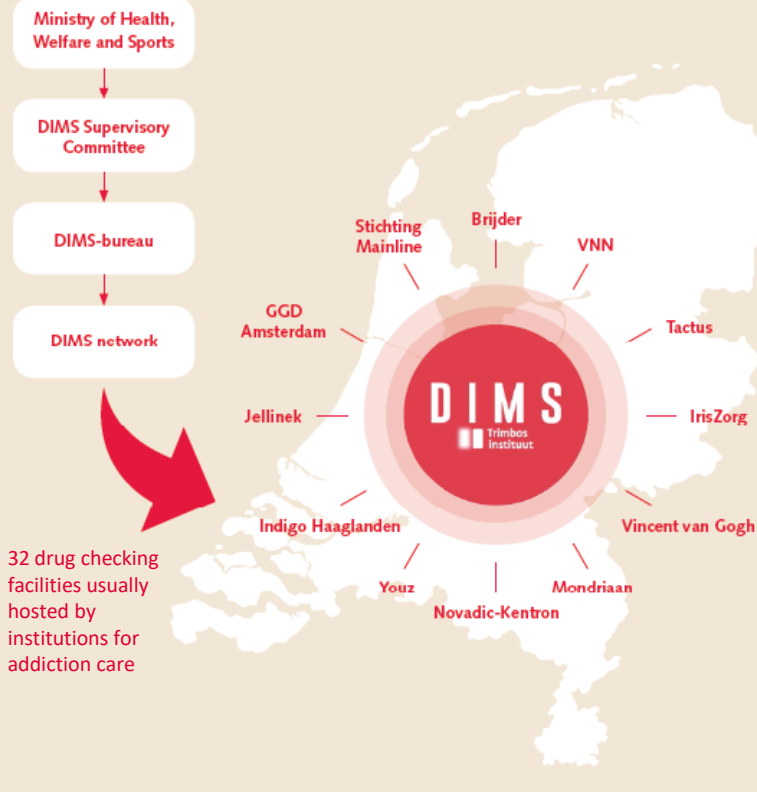 Ministry of Health,
Welfare and Sports
DIMS Supervisory
Committee
DIMS-bureau
DIMS network
32 drug checking
facilities usually
hosted by
institutions for
addiction care
Stichting
Mainline
Brijder
VNN
GGD
Amsterdam
Tactus
Jellinek
DIMS
Trimbos
instituut
IrisZorg
Indigo Haaglanden
Vincent van Gogh
Youz
Mondriaan
Novadic-Kentron